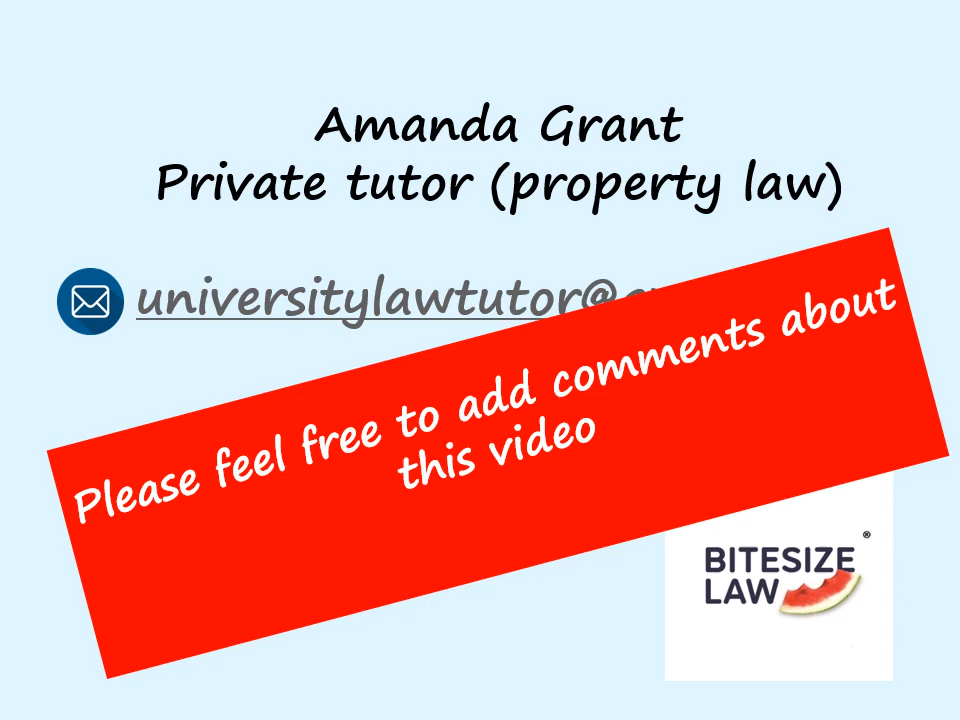 Amanda Grant
Private tutor (property law)
universitylawtutor@
Please feel free to add comments about
this video
BITESIZE ®
LAW